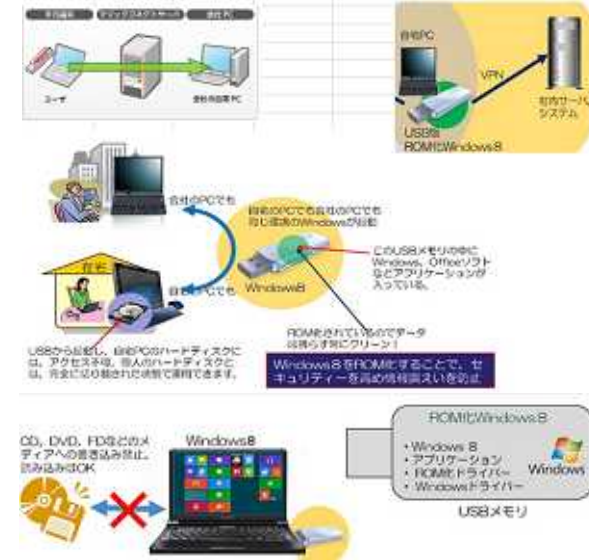 ユーザ
自宅PC
VPN
社内サーバ
システム
USB版
ROM化Windows8
会社のPCでも
自宅のPCでも会社のPCでも
同じ環境のWindowsが起動
このUSBメモリの中に
Windows、Officeソフト
などアプリケーションが
入っている。
Windows8
在宅
自宅のPCでも
ROM化されているのでデータ
は残らず常にクリーン！
USBから起動し、自宅PCのハードディスクに
は、アクセス不可。個人のハードディスクと
は、完全に切り離された状態で運用できます。
Windows8をROM化することで、セ
キュリティーを高め情報漏えいを防止
CD、DVD、FDなどのメ
ディアへの書き込み禁止。
読み込みはOK
Windows8
ROM化Windows8
・Windows 8
・アプリケーション
・ROM化ドライバー
・Windowsドライバー
Windows
USBメモリ